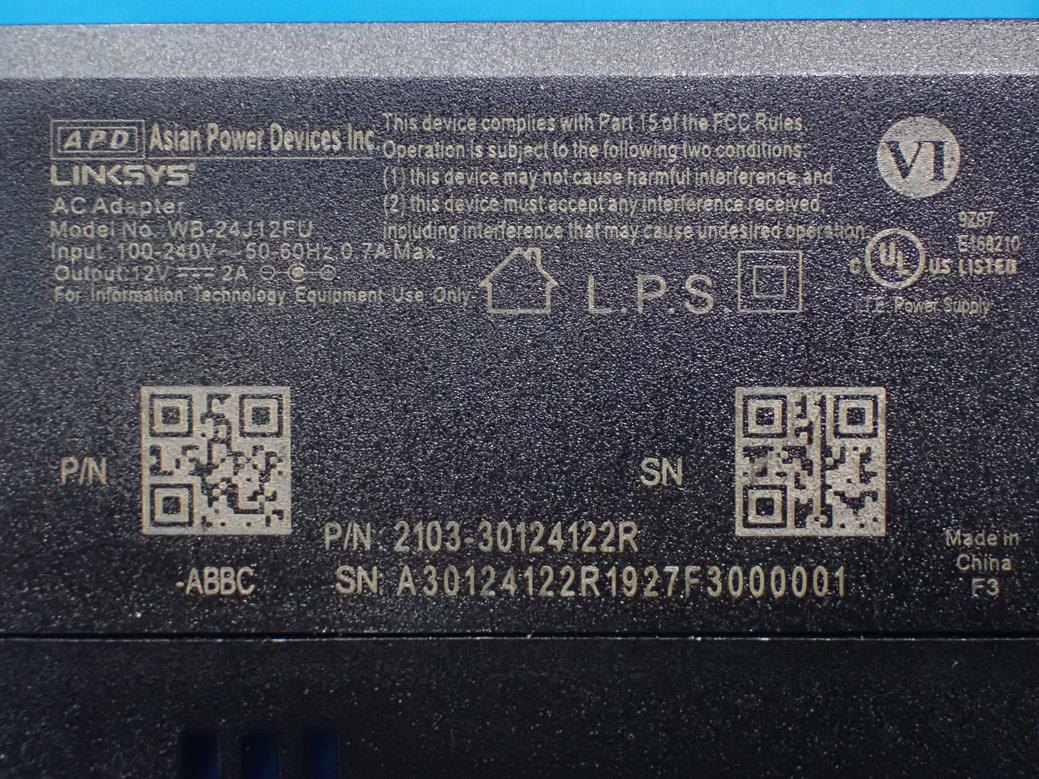 APD Asian Power Devices Inc.
LINKSYS®
AC Adapter
Model No. WB-24J12FU
Input: 100-240V~ 50-60Hz 0.7A Max.
Output:12V ⎓ 2A
For Information Technology Equipment Use Only
This device complies with Part 15 of the FCC Rules.
Operation is subject to the following two conditions:
(1) this device may not cause harmful interference, and
(2) this device must accept any interference received,
including interference that may cause undesired operation.
L.P.S.
VI
9Z97
E168210
c UL US LISTED
I.T.E. Power Supply
P/N
SN
P/N: 2103-30124122R
-ABBC
SN: A30124122R1927F3000001
Made in
China
F3